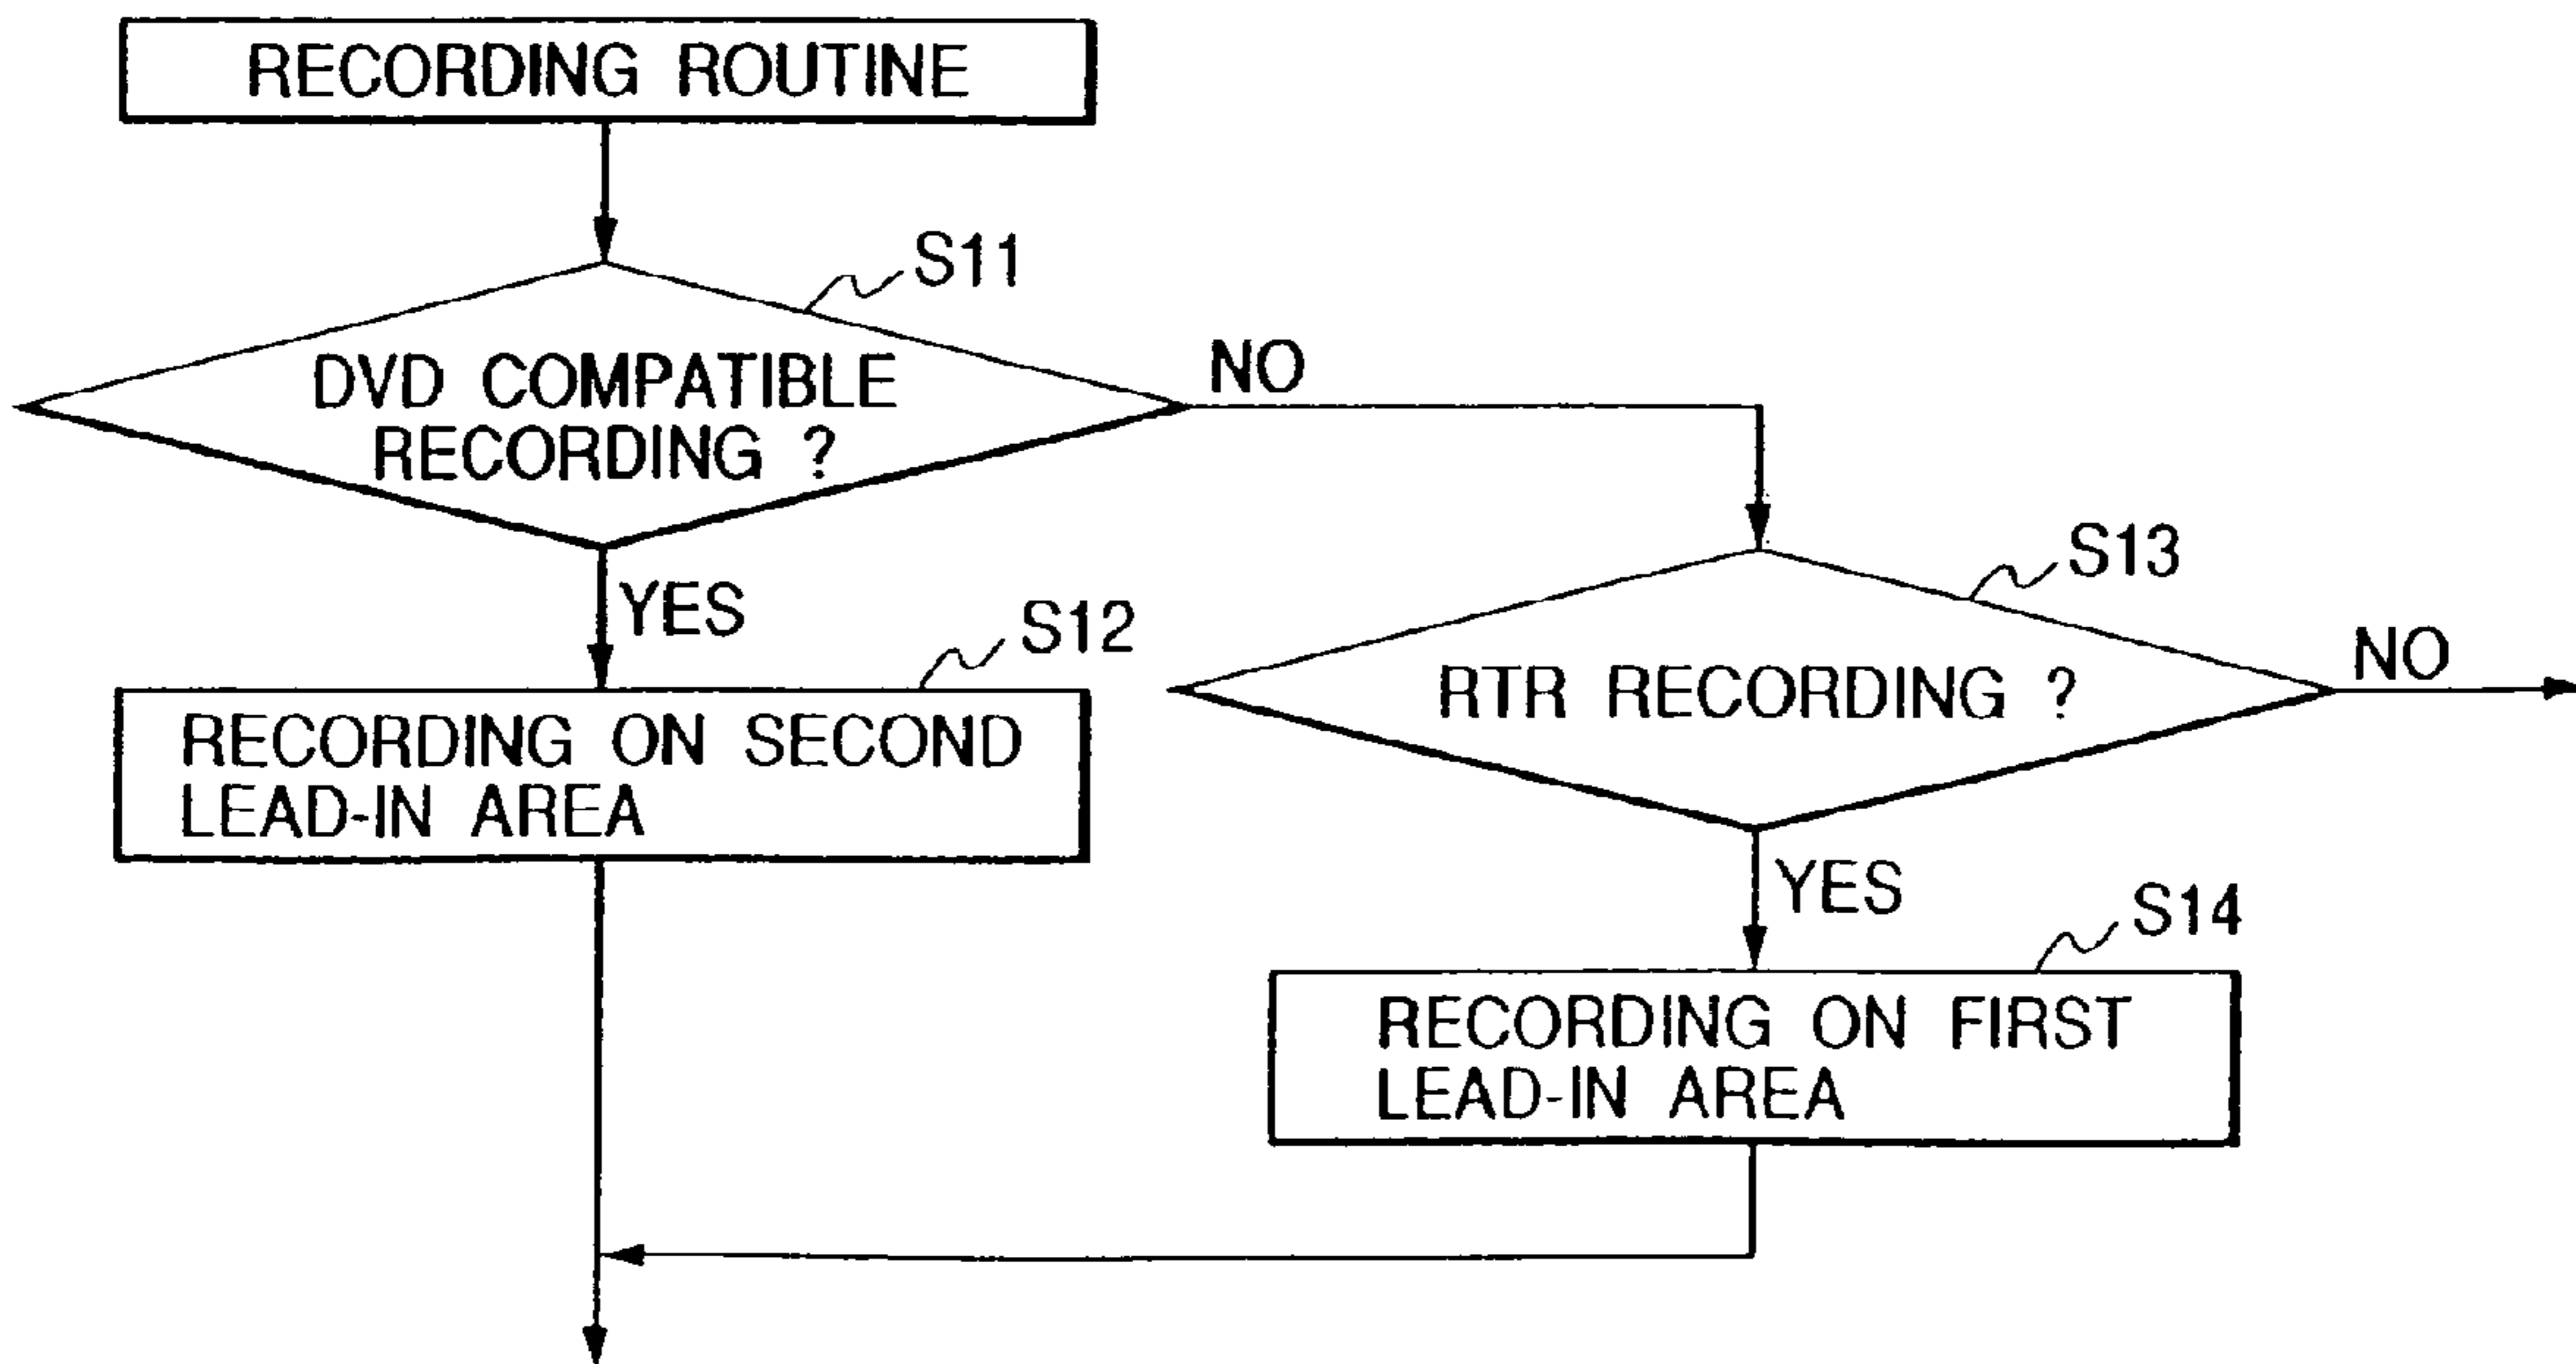 RECORDING ROUTINE
S11
DVD COMPATIBLE
RECORDING ?
NO
YES
S12
RECORDING ON SECOND
LEAD-IN AREA
S13
RTR RECORDING ?
NO
YES
S14
RECORDING ON FIRST
LEAD-IN AREA